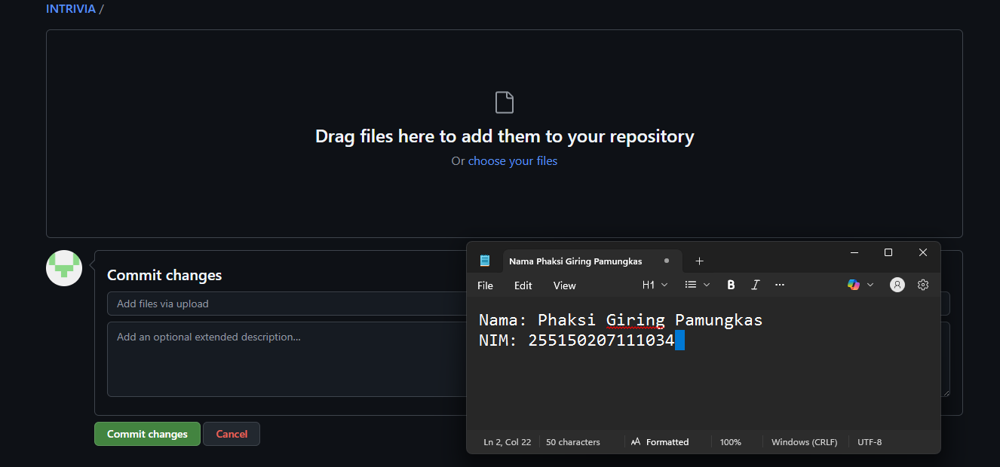 INTRIVIA /
Drag files here to add them to your repository
Or choose your files
Commit changes
Add files via upload
Add an optional extended description...
Commit changes
Cancel
Nama Phaksi Giring Pamungkas
File
Edit
View
H1
B
I
Nama: Phaksi Giring Pamungkas
NIM: 255150207111034
Ln 2, Col 22
50 characters
Formatted
100%
Windows (CRLF)
UTF-8